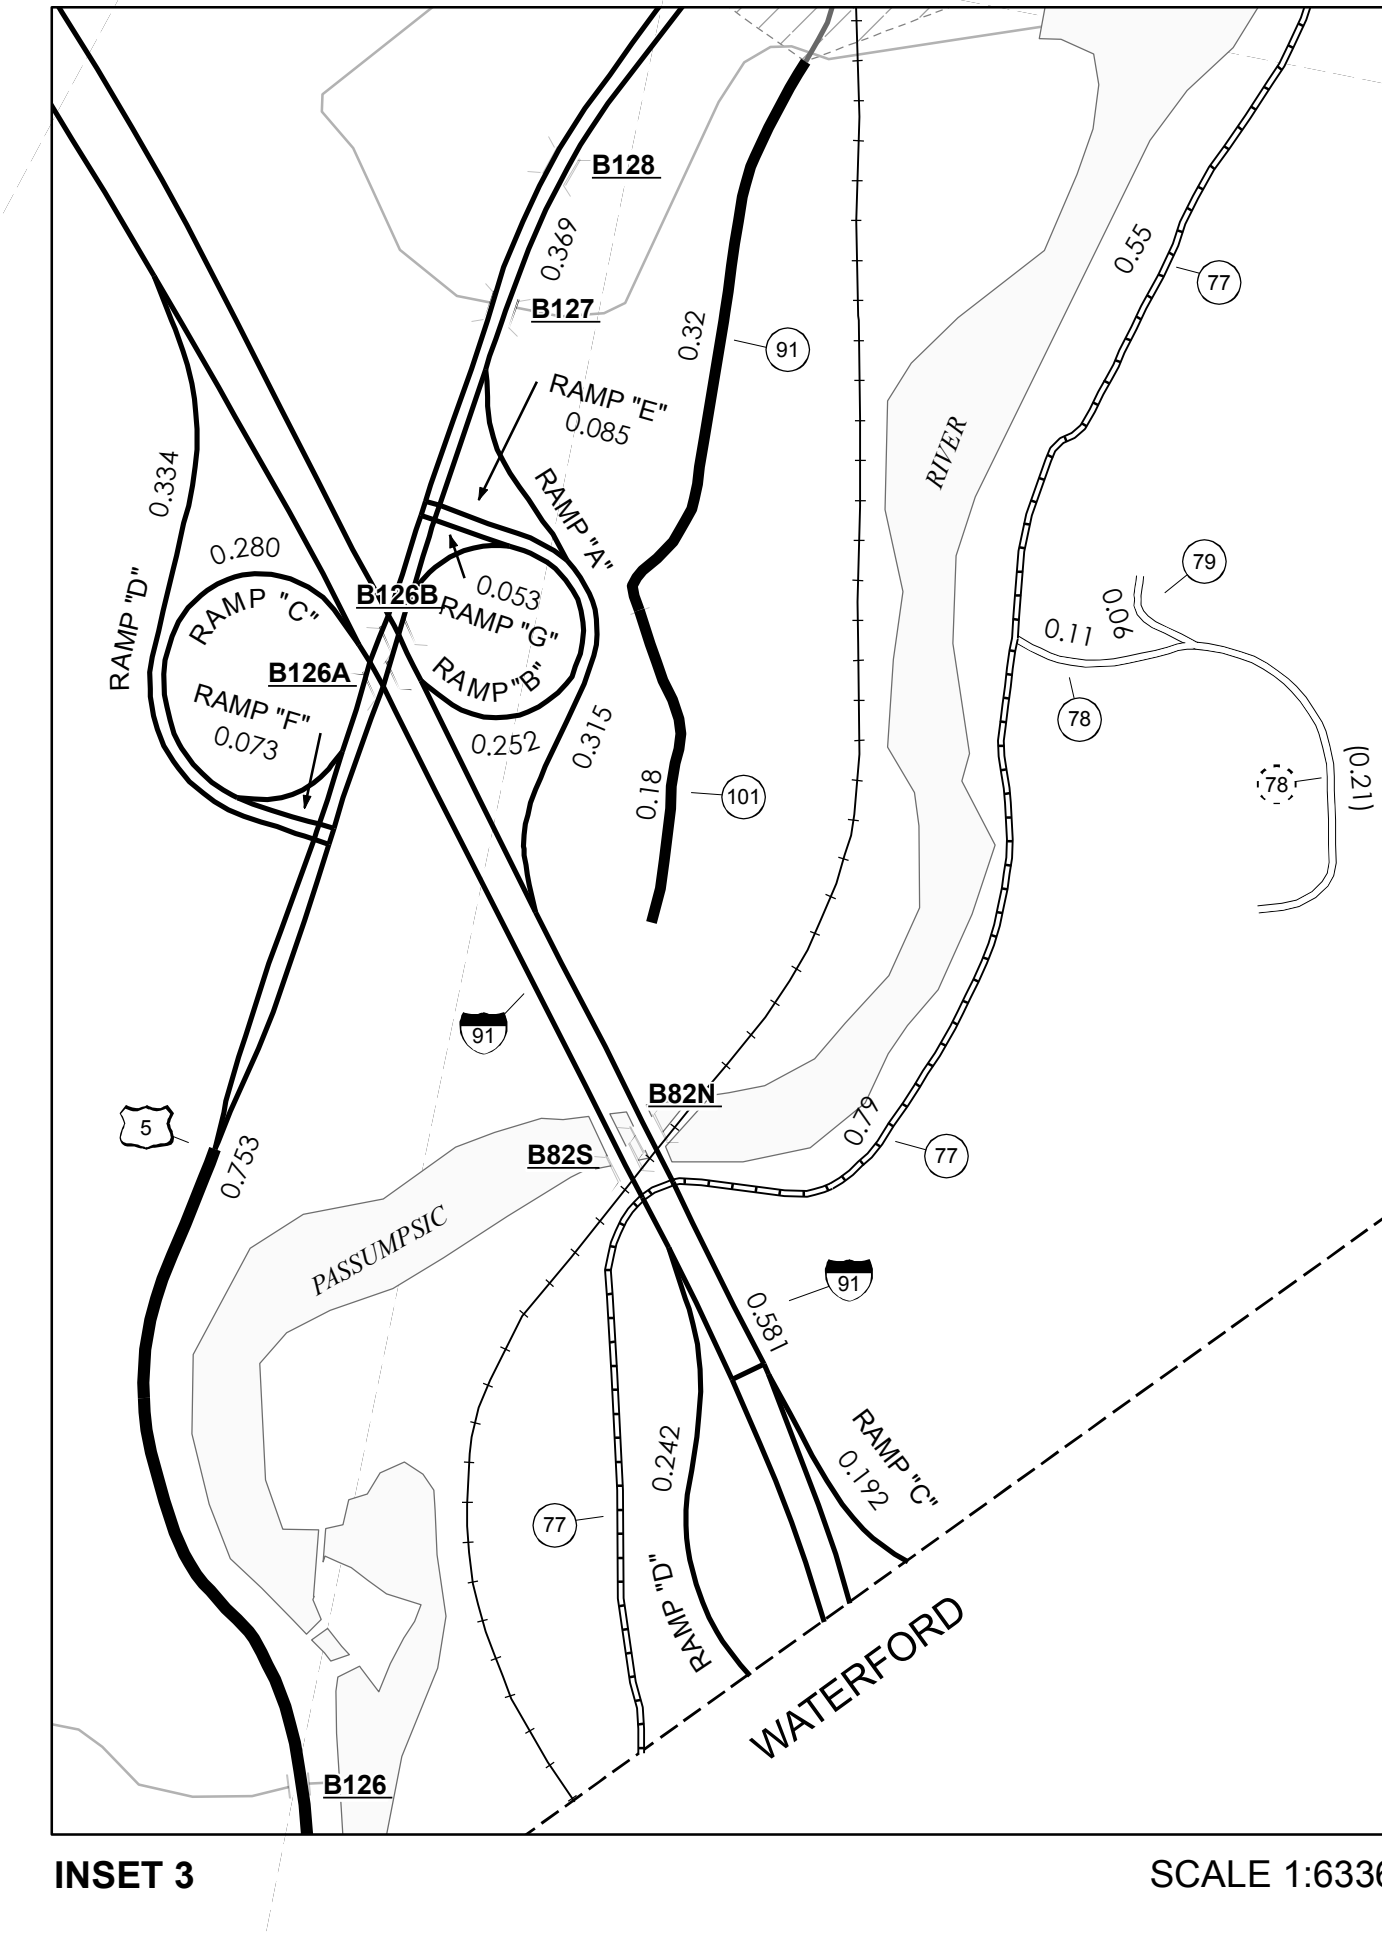 B128
0.369
0.55
77
B127
0.32
91
RAMP "E"
0.085
RIVER
0.334
RAMP "A"
0.280
79
0.053
0.06
B126B
RAMP "C"
RAMP "G"
0.11
RAMP "D"
B126A
RAMP "B"
RAMP "F"
0.073
0.252
0.315
78
(0.21)
78
0.18
101
91
B82N
5
0.79
0.753
B82S
77
PASSUMPSIC
91
0.581
RAMP "C"
0.192
0.242
77
RAMP "D"
WATERFORD
B126
INSET 3
SCALE 1:6336